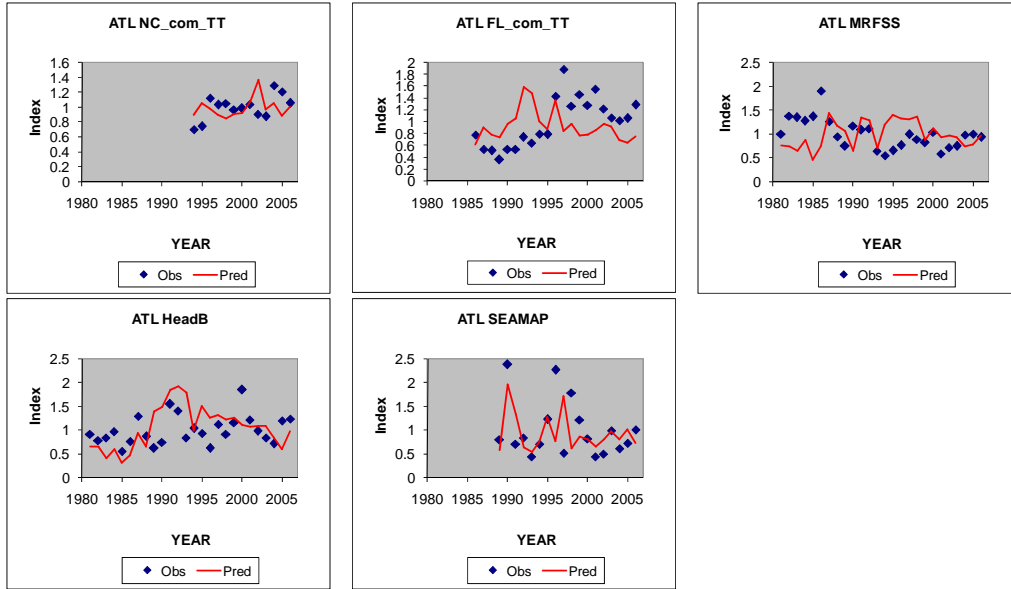 ATL NC_com_TT
Index
1.6
1.4
1.2
1
0.8
0.6
0.4
0.2
0
1980 1985 1990 1995 2000 2005
YEAR
Obs Pred
ATL FL_com_TT
Index
2
1.8
1.6
1.4
1.2
1
0.8
0.6
0.4
0.2
0
1980 1985 1990 1995 2000 2005
YEAR
Obs Pred
ATL MRFSS
Index
2.5
2
1.5
1
0.5
0
1980 1985 1990 1995 2000 2005
YEAR
Obs Pred
ATL HeadB
Index
2.5
2
1.5
1
0.5
0
1980 1985 1990 1995 2000 2005
YEAR
Obs Pred
ATL SEAMAP
Index
2.5
2
1.5
1
0.5
0
1980 1985 1990 1995 2000 2005
YEAR
Obs Pred